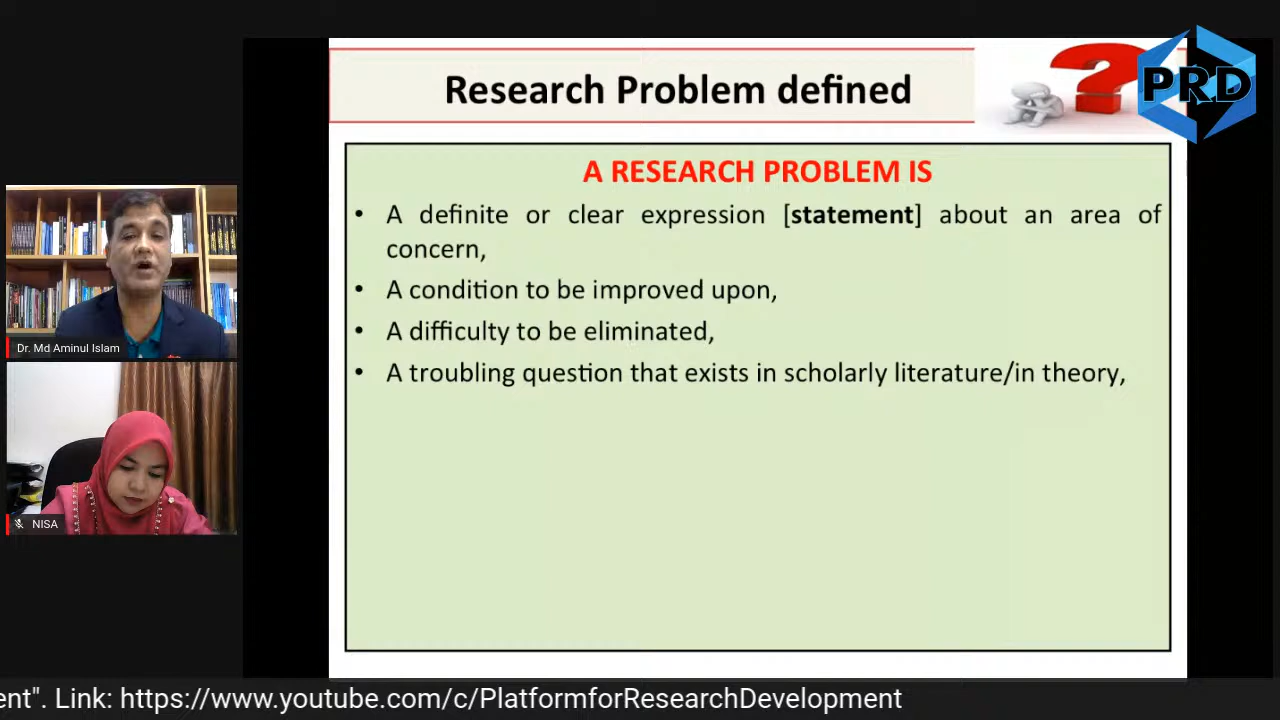 Research Problem defined
PRD
A RESEARCH PROBLEM IS
• A definite or clear expression [statement] about an area of
concern,
• A condition to be improved upon,
• A difficulty to be eliminated,
• A troubling question that exists in scholarly literature/in theory,
Dr. Md Aminul Islam
NISA
ent". Link: https://www.youtube.com/c/PlatformforResearchDevelopment